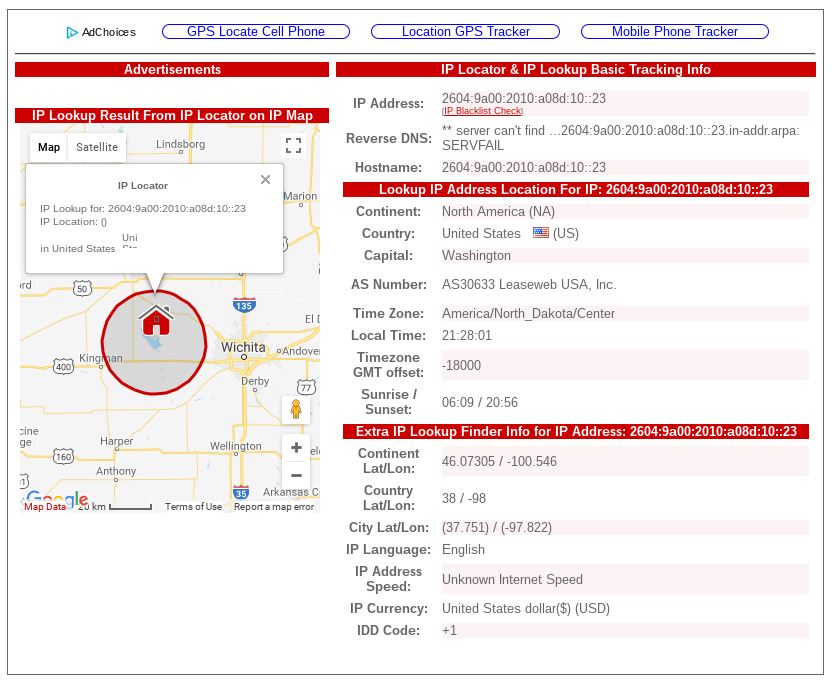 AdChoices
GPS Locate Cell Phone
Location GPS Tracker
Mobile Phone Tracker
Advertisements
IP Lookup Result From IP Locator on IP Map
Map
Satellite
Lindsborg
Marion
IP Locator
IP Lookup for: 2604:9a00:2010:a08d:10::23
IP Location: ()
in United States
Uni
50
135
El D
Wichita
Andover
Kingman
400
Derby
77
Harper
Wellington
160
Anthony
35
Arkansas C
Google
Map Data
20 km
Terms of Use
Report a map error
IP Locator & IP Lookup Basic Tracking Info
IP Address:
2604:9a00:2010:a08d:10::23
[IP Blacklist Check]
Reverse DNS:
** server can't find ...2604:9a00:2010:a08d:10::23.in-addr.arpa:
SERVFAIL
Hostname:
2604:9a00:2010:a08d:10::23
Lookup IP Address Location For IP: 2604:9a00:2010:a08d:10::23
Continent:
North America (NA)
Country:
United States (US)
Capital:
Washington
AS Number:
AS30633 Leaseweb USA, Inc.
Time Zone:
America/North_Dakota/Center
Local Time:
21:28:01
Timezone
GMT offset:
-18000
Sunrise /
Sunset:
06:09 / 20:56
Extra IP Lookup Finder Info for IP Address: 2604:9a00:2010:a08d:10::23
Continent
Lat/Lon:
46.07305 / -100.546
Country
Lat/Lon:
38 / -98
City Lat/Lon:
(37.751) / (-97.822)
IP Language:
English
IP Address
Speed:
Unknown Internet Speed
IP Currency:
United States dollar($) (USD)
IDD Code:
+1